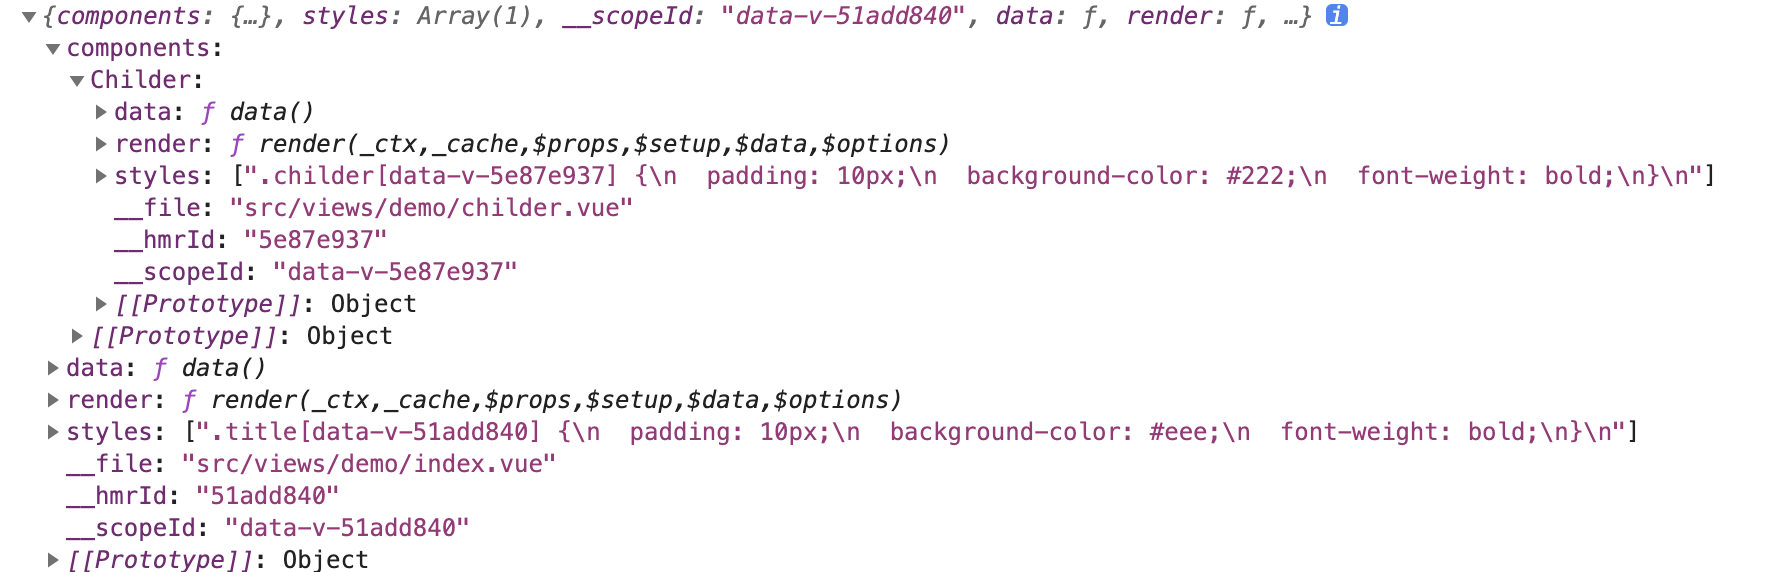 {components: {…}, styles: Array(1), __scopeId: "data-v-51add840", data: ƒ, render: ƒ, …} i
components:
Childer:
data: ƒ data()
render: ƒ render(_ctx,_cache,$props,$setup,$data,$options)
styles: [".childer[data-v-5e87e937] {\n  padding: 10px;\n  background-color: #222;\n  font-weight: bold;\n}\n"]
__file: "src/views/demo/childer.vue"
__hmrId: "5e87e937"
__scopeId: "data-v-5e87e937"
[[Prototype]]: Object
[[Prototype]]: Object
data: ƒ data()
render: ƒ render(_ctx,_cache,$props,$setup,$data,$options)
styles: [".title[data-v-51add840] {\n  padding: 10px;\n  background-color: #eee;\n  font-weight: bold;\n}\n"]
__file: "src/views/demo/index.vue"
__hmrId: "51add840"
__scopeId: "data-v-51add840"
[[Prototype]]: Object